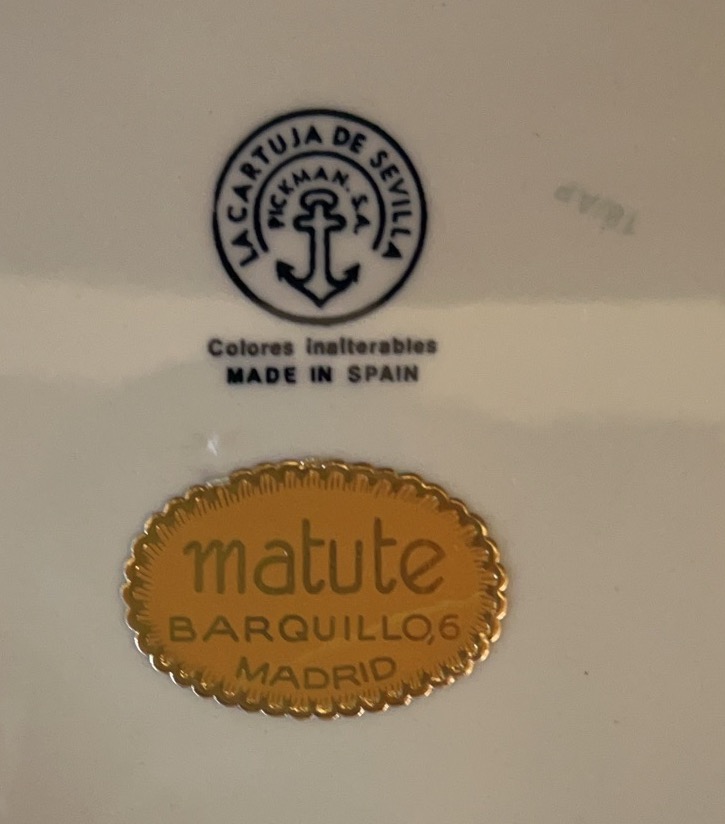 LA CARTUJA DE SEVILLA
PICKMAN. S.A.
Colores inalterables
MADE IN SPAIN
matute
BARQUILLO, 6
MADRID